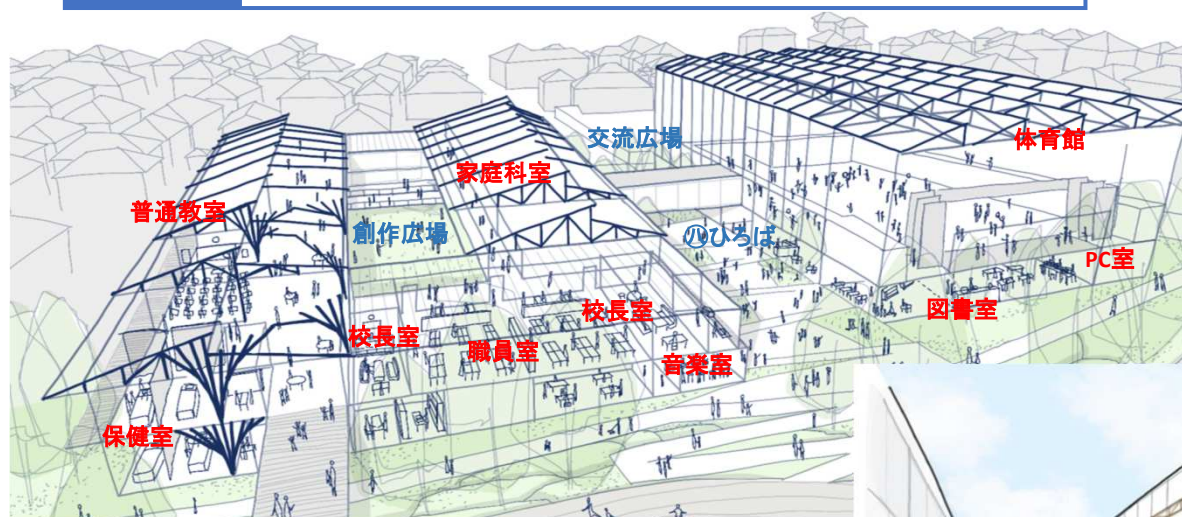 交流広場
体育館
家庭科室
普通教室
創作広場
㊇ひろば
PC室
図書室
校長室
校長室
職員室
音楽室
保健室